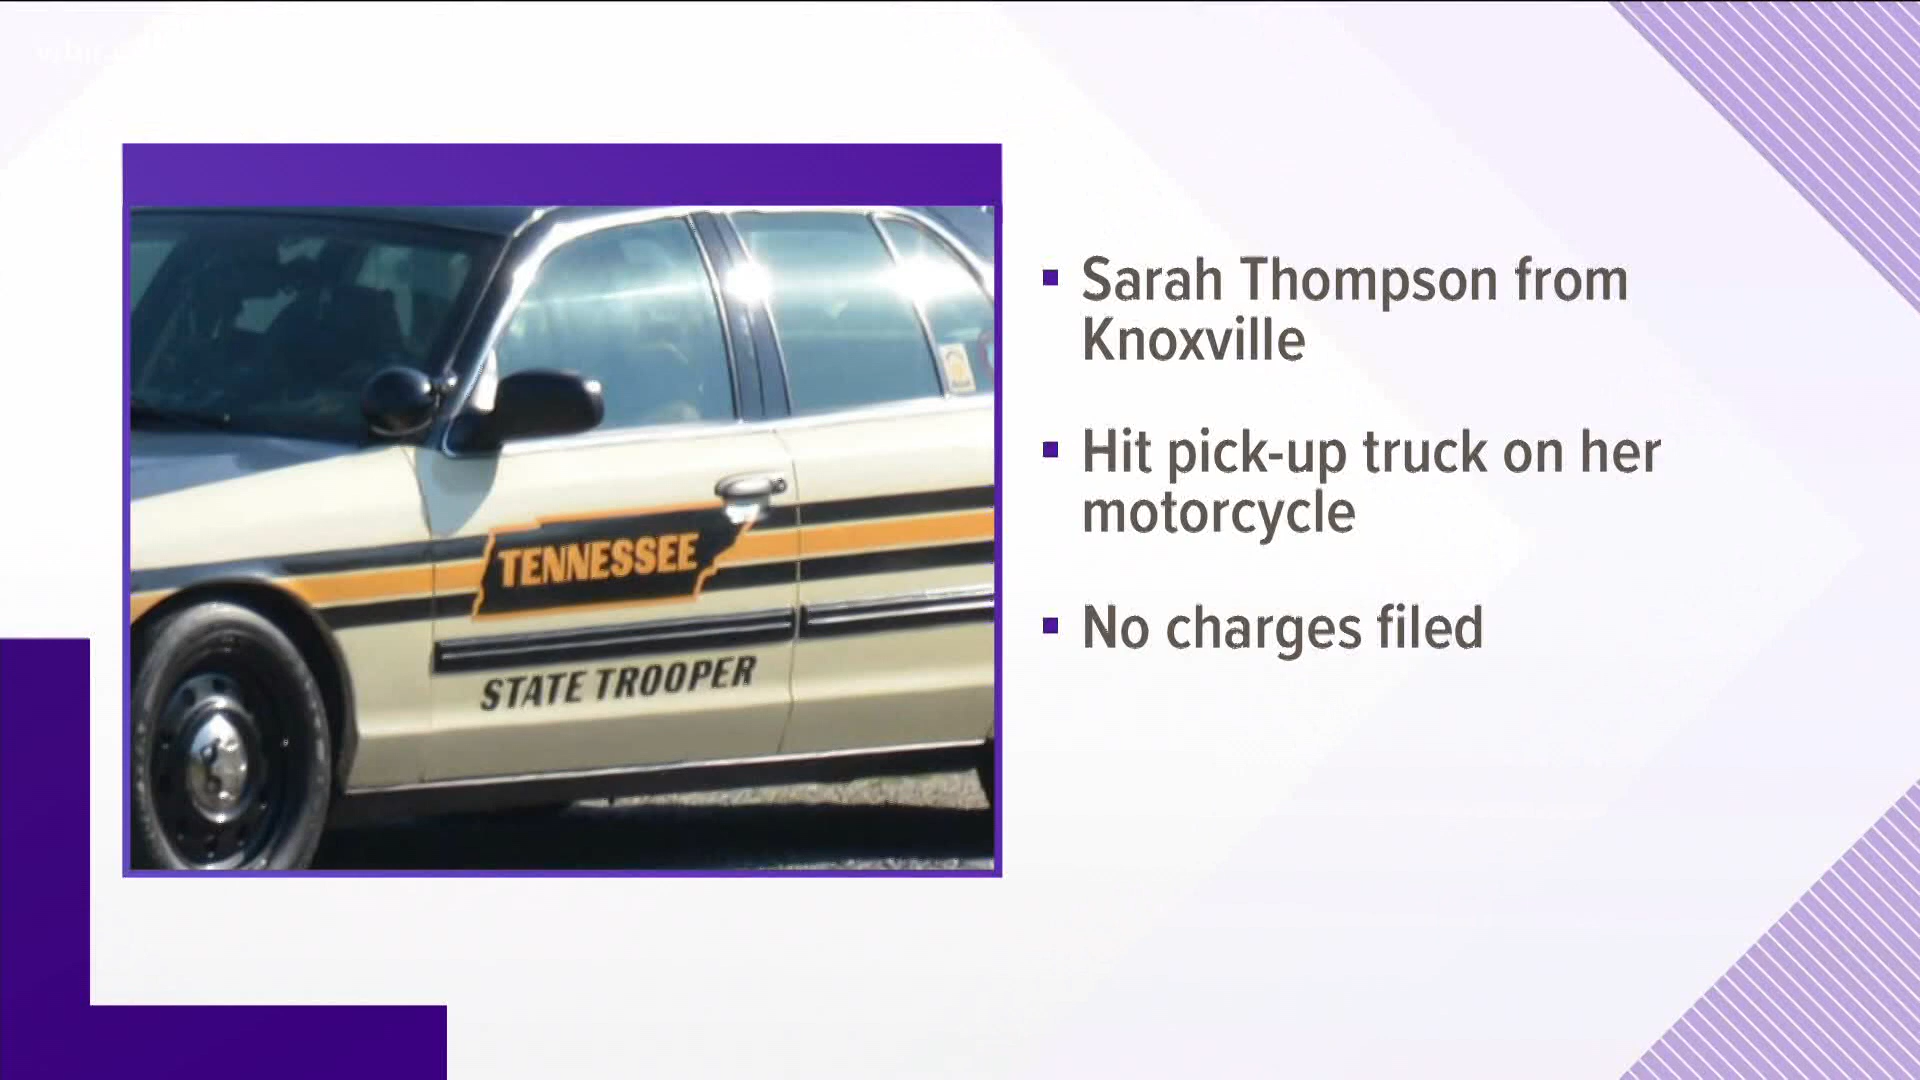 Sarah Thompson from
Knoxville
Hit pick-up truck on her
motorcycle
No charges filed
TENNESSEE
STATE TROOPER